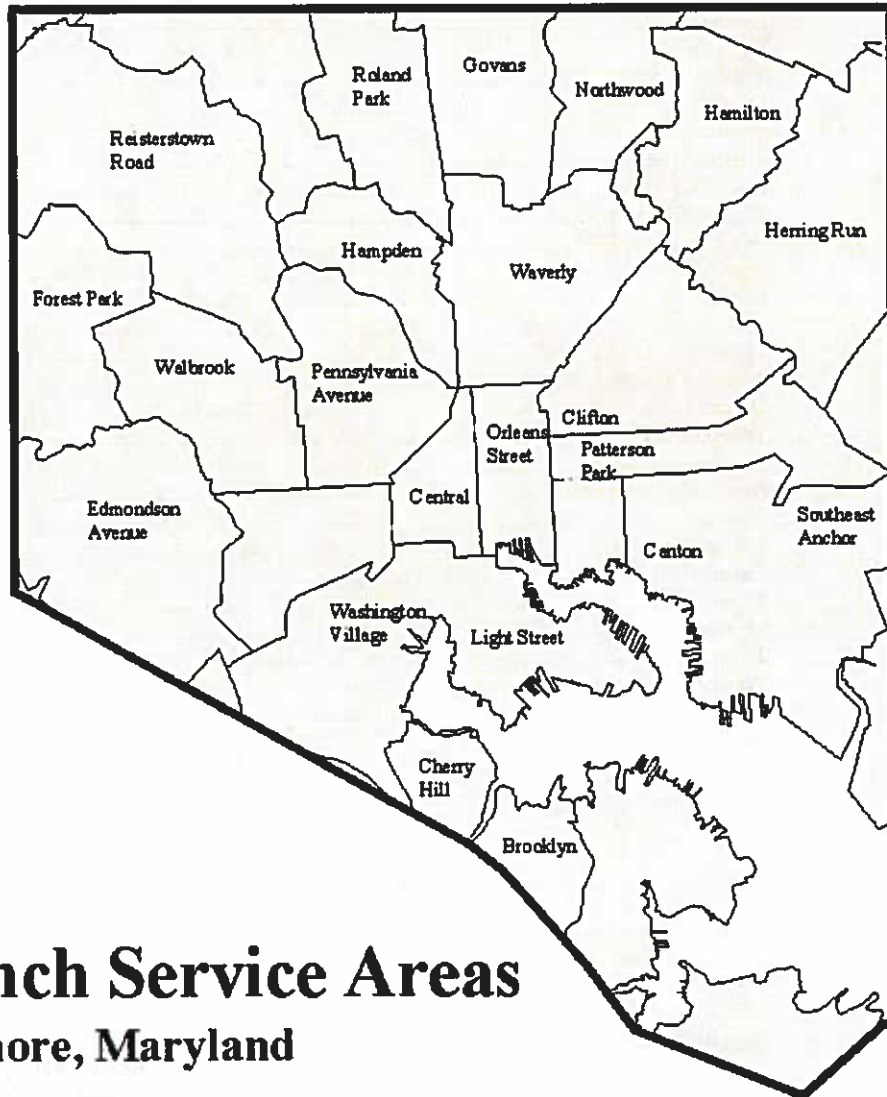 Govans
Roland
Park
Northwood
Hamilton
Reisterstown
Road
Herring Run
Hampden
Waverly
Forest Park
Walbrook
Pennsylvania
Avenue
Clifton
Orleans
Street
Patterson
Park
Central
Edmondson
Avenue
Southeast
Anchor
Canton
Washington
Village
Light Street
Cherry
Hill
Brooklyn
nch Service Areas
nore, Maryland